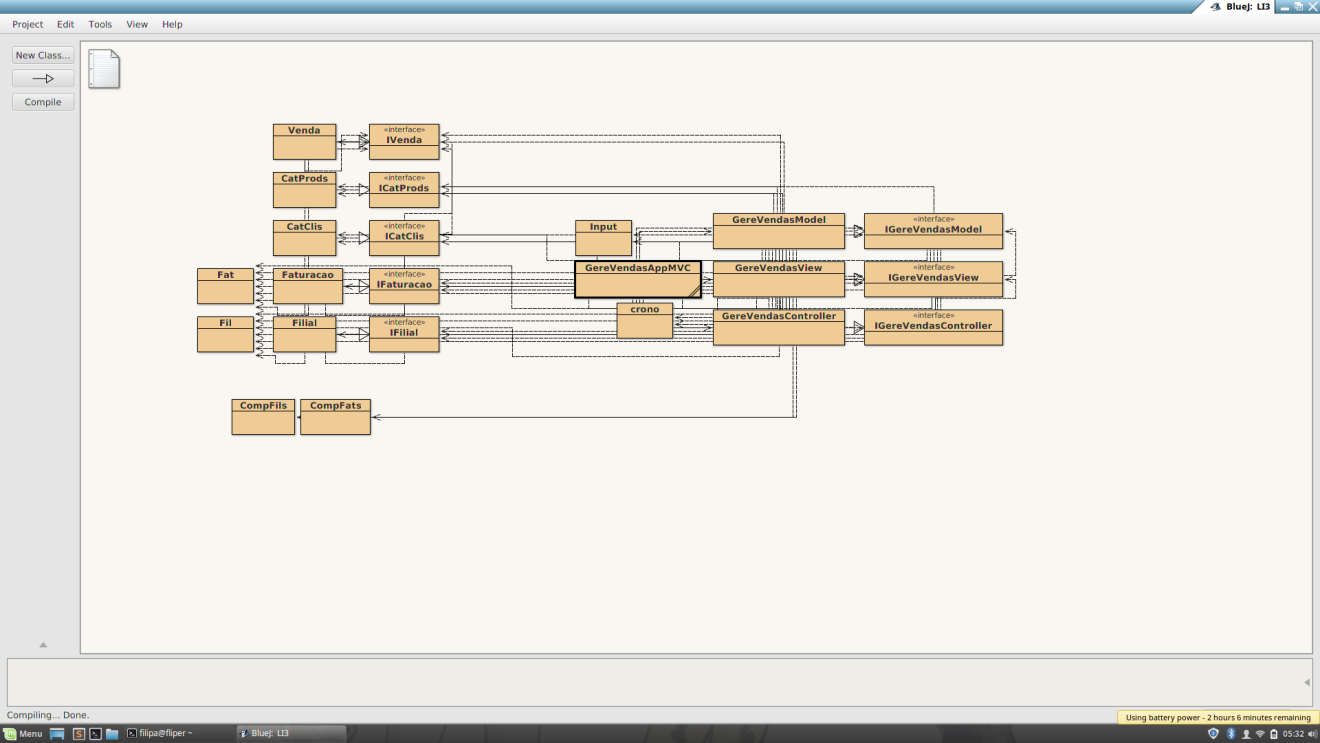 BlueJ: LI3
Project Edit Tools View Help
New Class...
Compile
Venda
«interface»
IVenda
CatProds
«interface»
ICatProds
CatClis
«interface»
ICatClis
Input
GereVendasModel
«interface»
IGereVendasModel
Fat
Faturacao
«interface»
IFaturacao
GereVendasAppMVC
GereVendasView
«interface»
IGereVendasView
Fil
Filial
«interface»
IFilial
crono
GereVendasController
«interface»
IGereVendasController
CompFils
CompFats
Compiling... Done.
Using battery power - 2 hours 6 minutes remaining
Menu
filipa@fliper ~
BlueJ: LI3
05:32